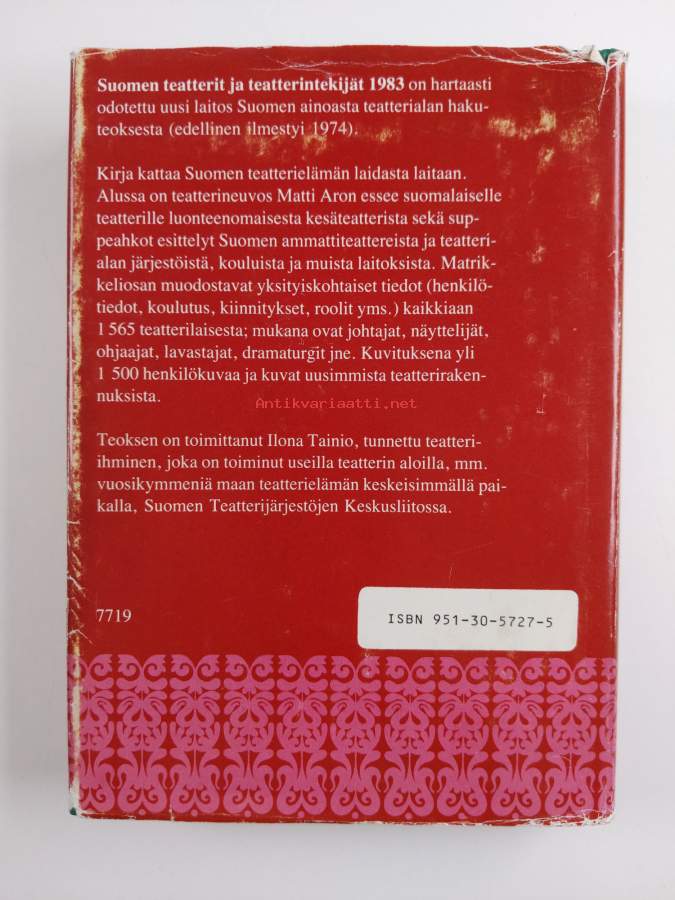 Suomen teatterit ja teatterintekijät 1983 on hartaasti
odotettu uusi laitos Suomen ainoasta teatterialan haku-
teoksesta (edellinen ilmestyi 1974).
Kirja kattaa Suomen teatterielämän laidasta laitaan.
Alussa on teatterineuvos Matti Aron essee suomalaiselle
teatterille luonteenomaisesta kesäteatterista sekä sup-
peahkot esittelyt Suomen ammattiteattereista ja teatteri-
alan järjestöistä, kouluista ja muista laitoksista. Matrik-
keliosan muodostavat yksityiskohtaiset tiedot (henkilö-
tiedot, koulutus, kiinnitykset, roolit yms.) kaikkiaan
1 565 teatterilaisesta; mukana ovat johtajat, näyttelijät,
ohjaajat, lavastajat, dramaturgit jne. Kuvituksena yli
1 500 henkilökuvaa ja kuvat uusimmista teatteriraken-
nuksista.
Antikvariaatti.net
Teoksen on toimittanut Ilona Tainio, tunnettu teatteri-
ihminen, joka on toiminut useilla teatterin aloilla, mm.
vuosikymmeniä maan teatterielämän keskeisimmällä pai-
kalla, Suomen Teatterijärjestöjen Keskusliitossa.
7719
ISBN 951-30-5727-5